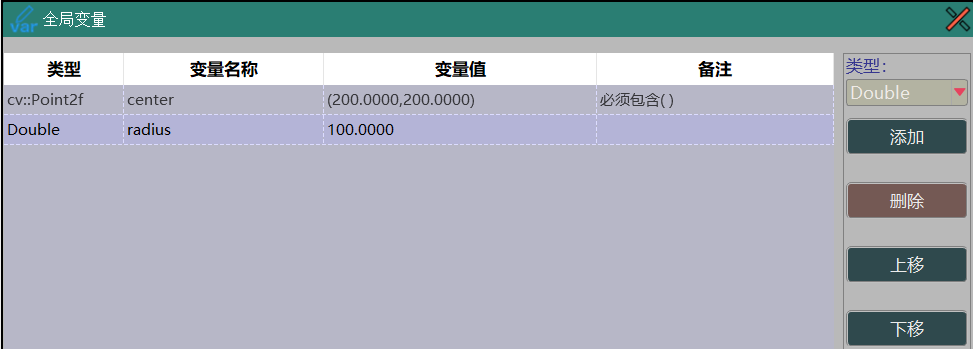 var 全局变量
类型 变量名称 变量值 备注 类型：
cv::Point2f center (200.0000,200.0000) 必须包含( ) Double
Double radius 100.0000
添加
删除
上移
下移